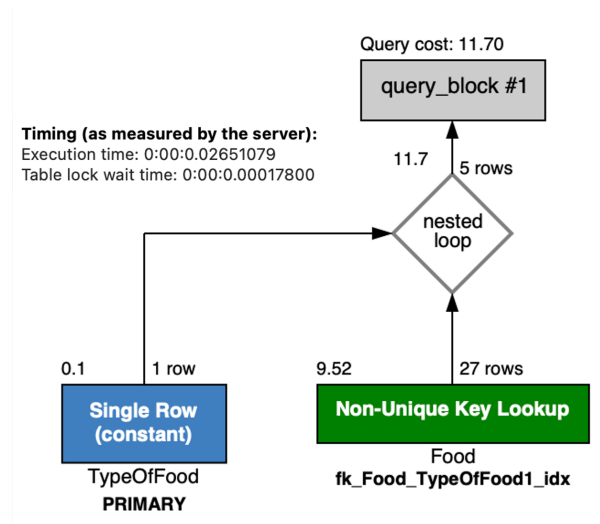 Query cost: 11.70
query_block #1
Timing (as measured by the server):
Execution time: 0:00:0.02651079
Table lock wait time: 0:00:0.00017800
11.7
5 rows
nested
loop
0.1
1 row
9.52
27 rows
Single Row
(constant)
Non-Unique Key Lookup
TypeOfFood
PRIMARY
Food
fk_Food_TypeOfFood1_idx